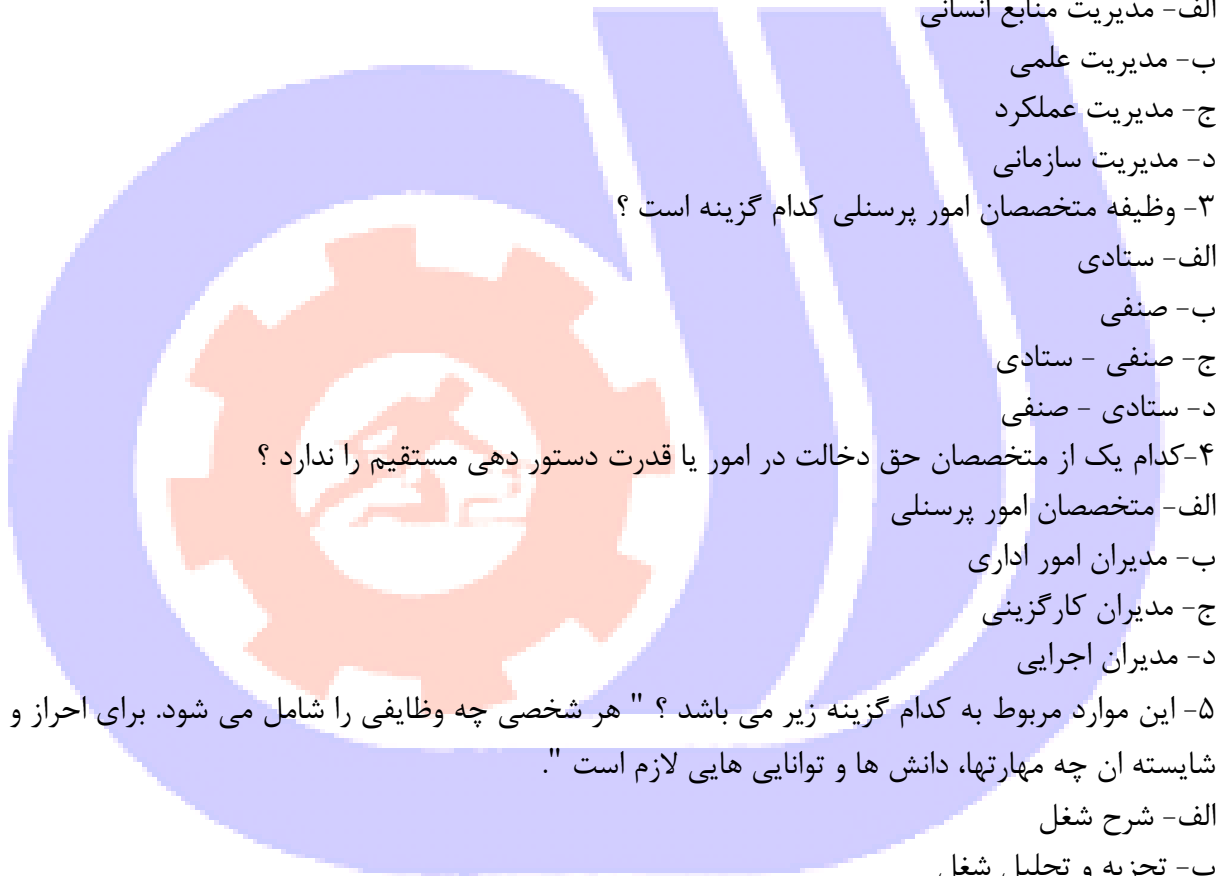 الف- مدیریت منابع انسانی
ب- مدیریت علمی
ج- مدیریت عملکرد
د- مدیریت سازمانی
۳- وظیفه متخصصان امور پرسنلی کدام گزینه است ؟
الف- ستادی
ب- صنفی
ج- صنفی - ستادی
د- ستادی - صنفی
۴-کدام یک از متخصصان حق دخالت در امور یا قدرت دستور دهی مستقیم را ندارد ؟
الف- متخصصان امور پرسنلی
ب- مدیران امور اداری
ج- مدیران کارگزینی
د- مدیران اجرایی
۵- این موارد مربوط به کدام گزینه زیر می باشد ؟ " هر شخصی چه وظایفی را شامل می شود. برای احراز و
شایسته ان چه مهارتها، دانش ها و توانایی هایی لازم است ".
الف- شرح شغل
ب- تجزیه و تحلیل شغل